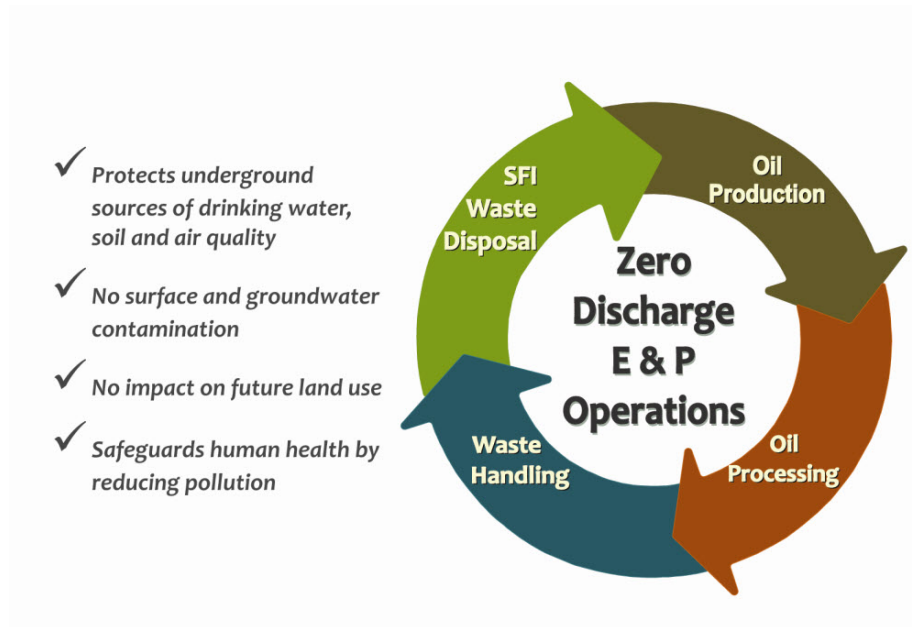 Protects underground
sources of drinking water,
soil and air quality
No surface and groundwater
contamination
No impact on future land use
Safeguards human health by
reducing pollution
SFI
Waste
Disposal
Oil
Production
Zero
Discharge
E & P
Operations
Waste
Handling
Oil
Processing